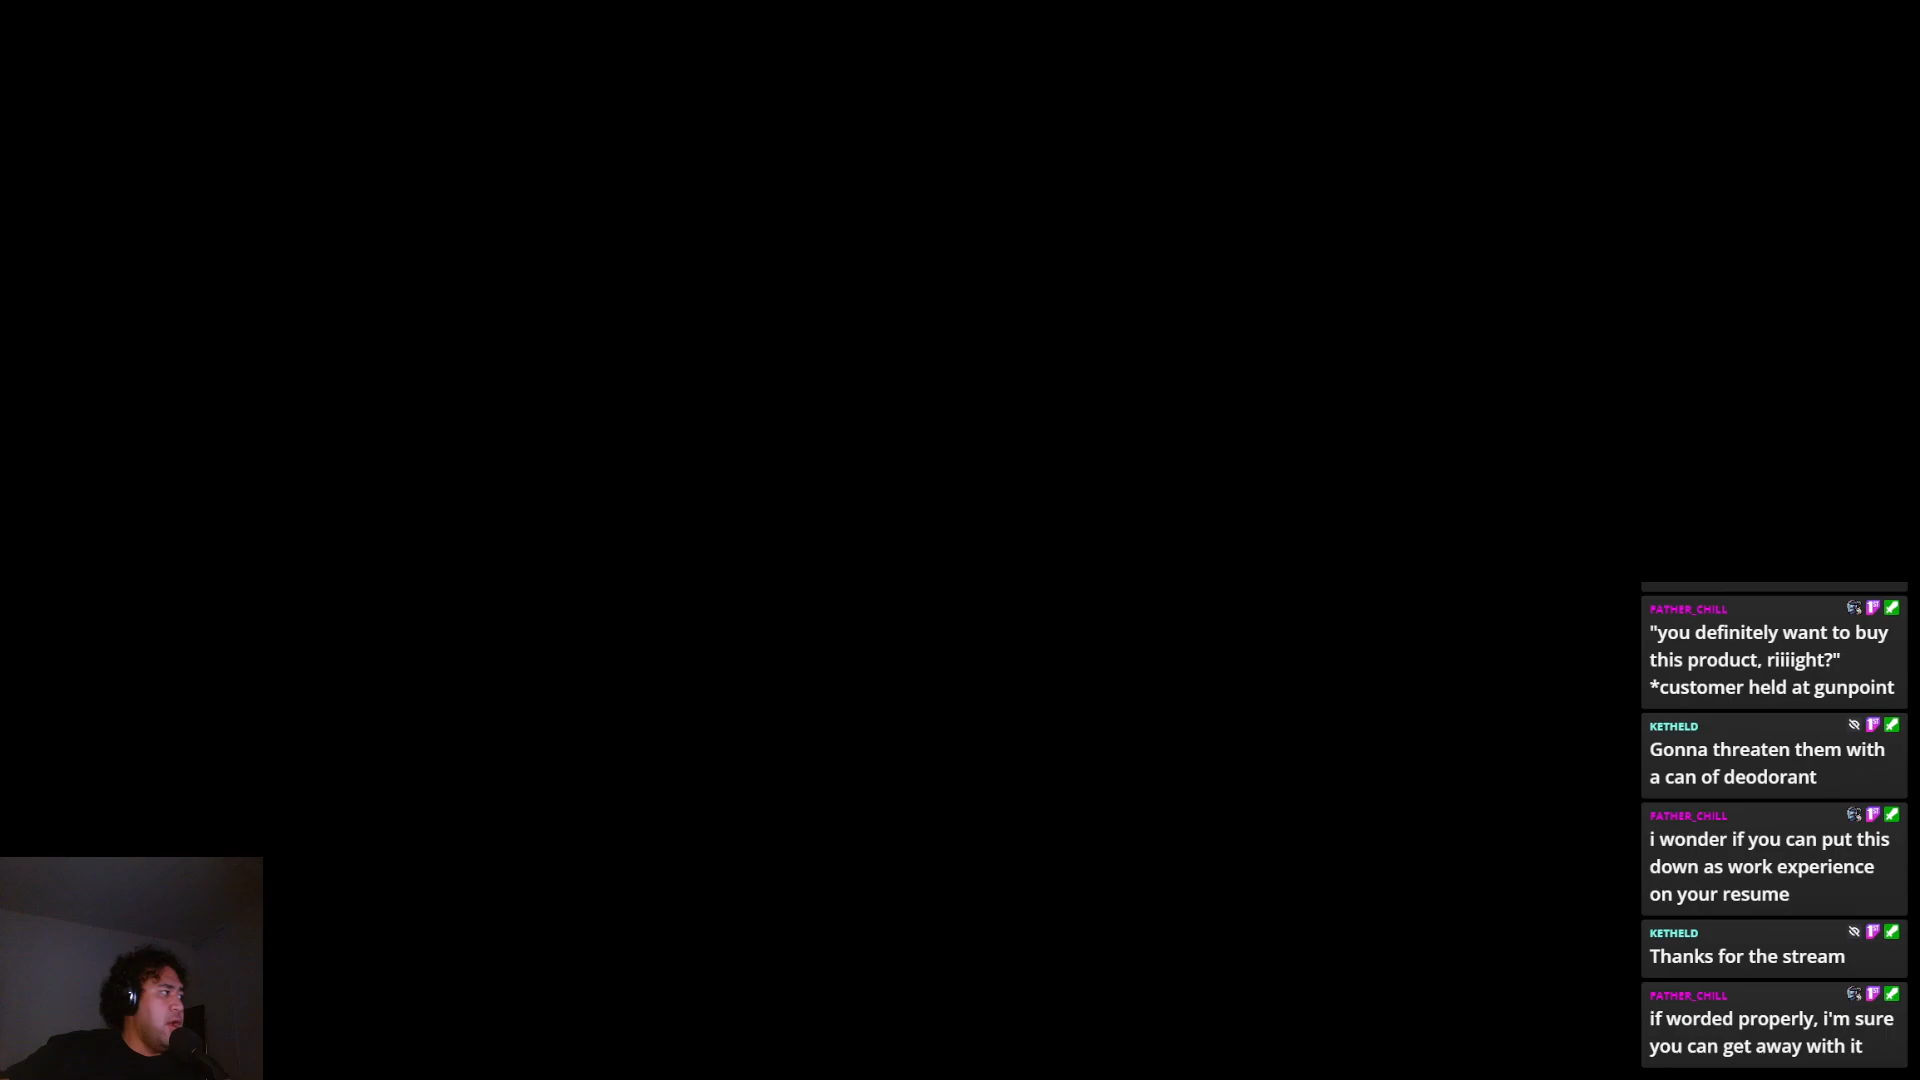 FATHER_CHILL
"you definitely want to buy
this product, riiiight?"
*customer held at gunpoint
KETHELD
Gonna threaten them with
a can of deodorant
FATHER_CHILL
i wonder if you can put this
down as work experience
on your resume
KETHELD
Thanks for the stream
FATHER_CHILL
if worded properly, i'm sure
you can get away with it